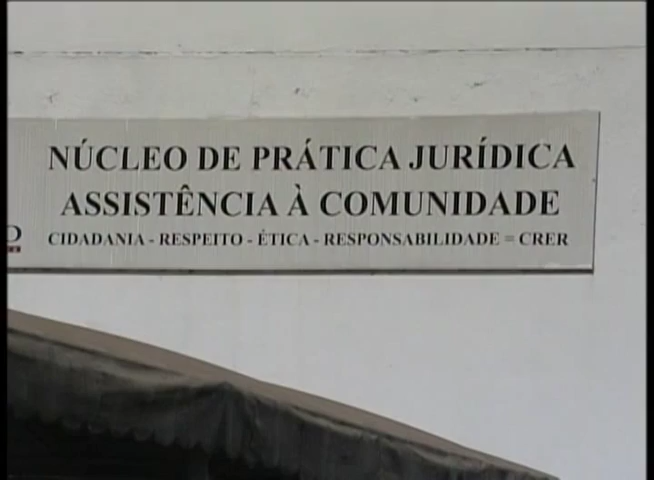 NÚCLEO DE PRÁTICA JURÍDICA
ASSISTÊNCIA À COMUNIDADE
CIDADANIA - RESPEITO - ÉTICA - RESPONSABILIDADE = CRER